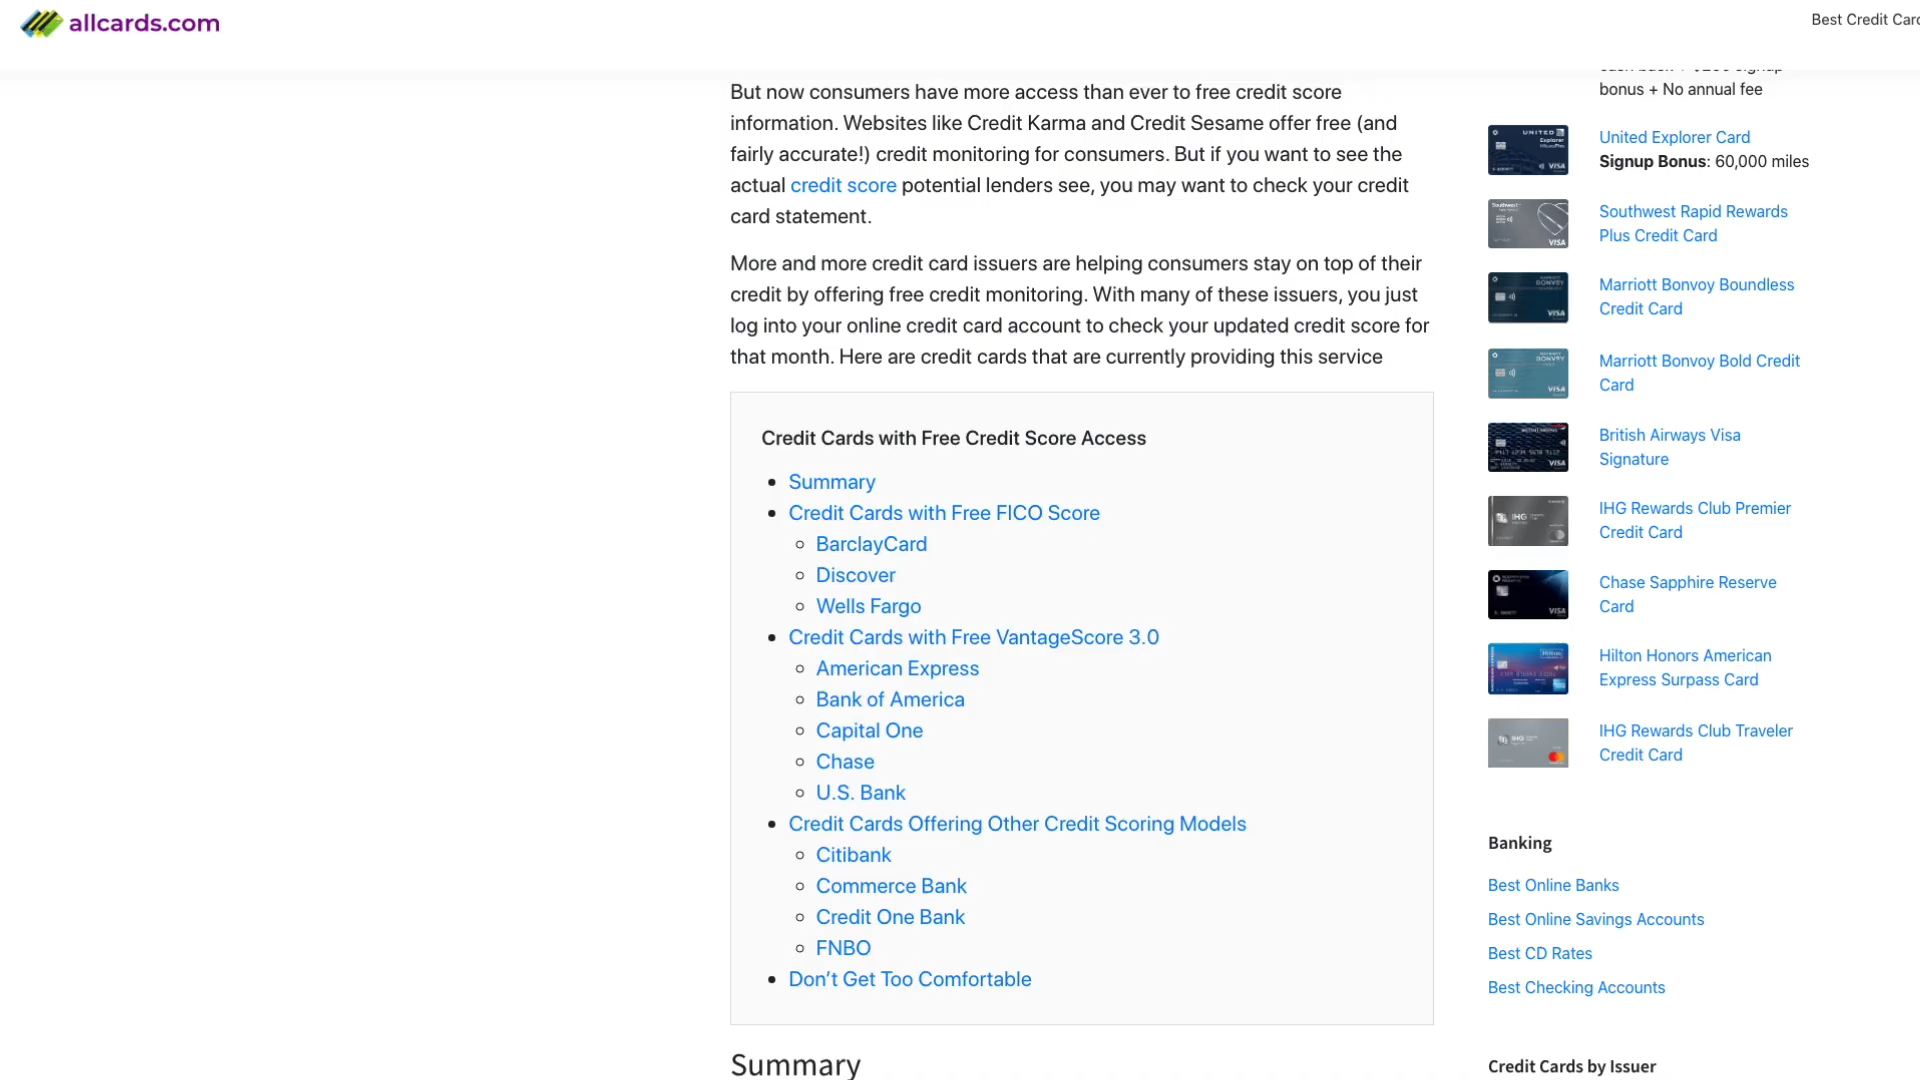 allcards.com
Best Credit Card
But now consumers have more access than ever to free credit score
information. Websites like Credit Karma and Credit Sesame offer free (and
fairly accurate!) credit monitoring for consumers. But if you want to see the
actual credit score potential lenders see, you may want to check your credit
card statement.
More and more credit card issuers are helping consumers stay on top of their
credit by offering free credit monitoring. With many of these issuers, you just
log into your online credit card account to check your updated credit score for
that month. Here are credit cards that are currently providing this service
Credit Cards with Free Credit Score Access
Summary
Credit Cards with Free FICO Score
BarclayCard
Discover
Wells Fargo
Credit Cards with Free VantageScore 3.0
American Express
Bank of America
Capital One
Chase
U.S. Bank
Credit Cards Offering Other Credit Scoring Models
Citibank
Commerce Bank
Credit One Bank
FNBO
Don’t Get Too Comfortable
Summary
bonus + No annual fee
United Explorer Card
Signup Bonus: 60,000 miles
Southwest Rapid Rewards
Plus Credit Card
Marriott Bonvoy Boundless
Credit Card
Marriott Bonvoy Bold Credit
Card
British Airways Visa
Signature
IHG Rewards Club Premier
Credit Card
Chase Sapphire Reserve
Card
Hilton Honors American
Express Surpass Card
IHG Rewards Club Traveler
Credit Card
Banking
Best Online Banks
Best Online Savings Accounts
Best CD Rates
Best Checking Accounts
Credit Cards by Issuer